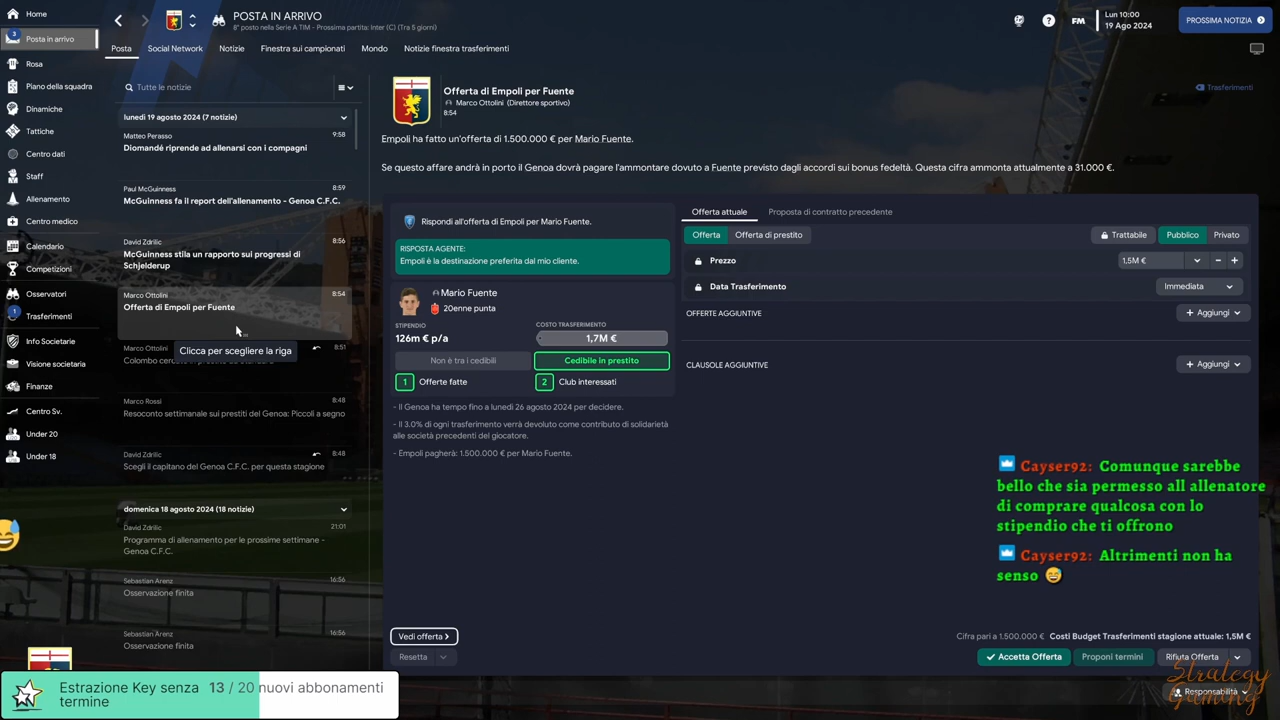 Home
POSTA IN ARRIVO
8° posto nella Serie A TIM - Prossima partita: Inter (C) (Tra 5 giorni)
FM
Lun 10:00
19 Ago 2024
PROSSIMA NOTIZIA
3
Posta in arrivo
Posta
Social Network
Notizie
Finestra sui campionati
Mondo
Notizie finestra trasferimenti
Rosa
Piano della squadra
Dinamiche
Tattiche
Centro dati
Staff
Allenamento
Centro medico
Calendario
Competizioni
Osservatori
1
Trasferimenti
Info Societarie
Visione societaria
Finanze
Centro Sv.
Under 20
Under 18
Tutte le notizie
lunedì 19 agosto 2024 (7 notizie)
Matteo Perasso 9:58
Diomandé riprende ad allenarsi con i compagni
Paul McGuinness 8:59
McGuinness fa il report dell'allenamento - Genoa C.F.C.
David Zdrilic 8:56
McGuinness stila un rapporto sui progressi di
Schjelderup
Marco Ottolini 8:54
Offerta di Empoli per Fuente
Clicca per scegliere la riga
Marco Ottolini 8:51
Marco Rossi 8:48
Resoconto settimanale sui prestiti del Genoa: Piccoli a segno
David Zdrilic 8:48
Scegli il capitano del Genoa C.F.C. per questa stagione
domenica 18 agosto 2024 (18 notizie)
David Zdrilic 21:01
Programma di allenamento per le prossime settimane -
Genoa C.F.C.
Sebastian Arenz 16:56
Osservazione finita
Sebastian Arenz 16:56
Osservazione finita
Offerta di Empoli per Fuente
Marco Ottolini (Direttore sportivo)
8:54
Trasferimenti
Empoli ha fatto un'offerta di 1.500.000 € per Mario Fuente.
Se questo affare andrà in porto il Genoa dovrà pagare l'ammontare dovuto a Fuente previsto dagli accordi sui bonus fedeltà. Questa cifra ammonta attualmente a 31.000 €.
Rispondi all'offerta di Empoli per Mario Fuente.
RISPOSTA AGENTE:
Empoli è la destinazione preferita dal mio cliente.
Mario Fuente
20enne punta
STIPENDIO
126m € p/a
COSTO TRASFERIMENTO
1,7M €
Non è tra i cedibili
Cedibile in prestito
1 Offerte fatte
2 Club interessati
- Il Genoa ha tempo fino a lunedì 26 agosto 2024 per decidere.
- Il 3.0% di ogni trasferimento verrà devoluto come contributo di solidarietà
alle società precedenti del giocatore.
- Empoli pagherà: 1.500.000 € per Mario Fuente.
Offerta attuale
Proposta di contratto precedente
Offerta
Offerta di prestito
Trattabile
Pubblico
Privato
Prezzo
1,5M €
Data Trasferimento
Immediata
OFFERTE AGGIUNTIVE
Aggiungi
CLAUSOLE AGGIUNTIVE
Aggiungi
Cayser92: Comunque sarebbe
bello che sia permesso all allenatore
di comprare qualcosa con lo
stipendio che ti offrono
Cayser92: Altrimenti non ha
senso 😅
Vedi offerta
Resetta
Cifra pari a 1.500.000 € Costi Budget Trasferimenti stagione attuale: 1,5M €
Accetta Offerta
Proponi termini
Rifiuta Offerta
Responsabilità
Strategy
Gaming
Estrazione Key senza
termine
13 / 20 nuovi abbonamenti